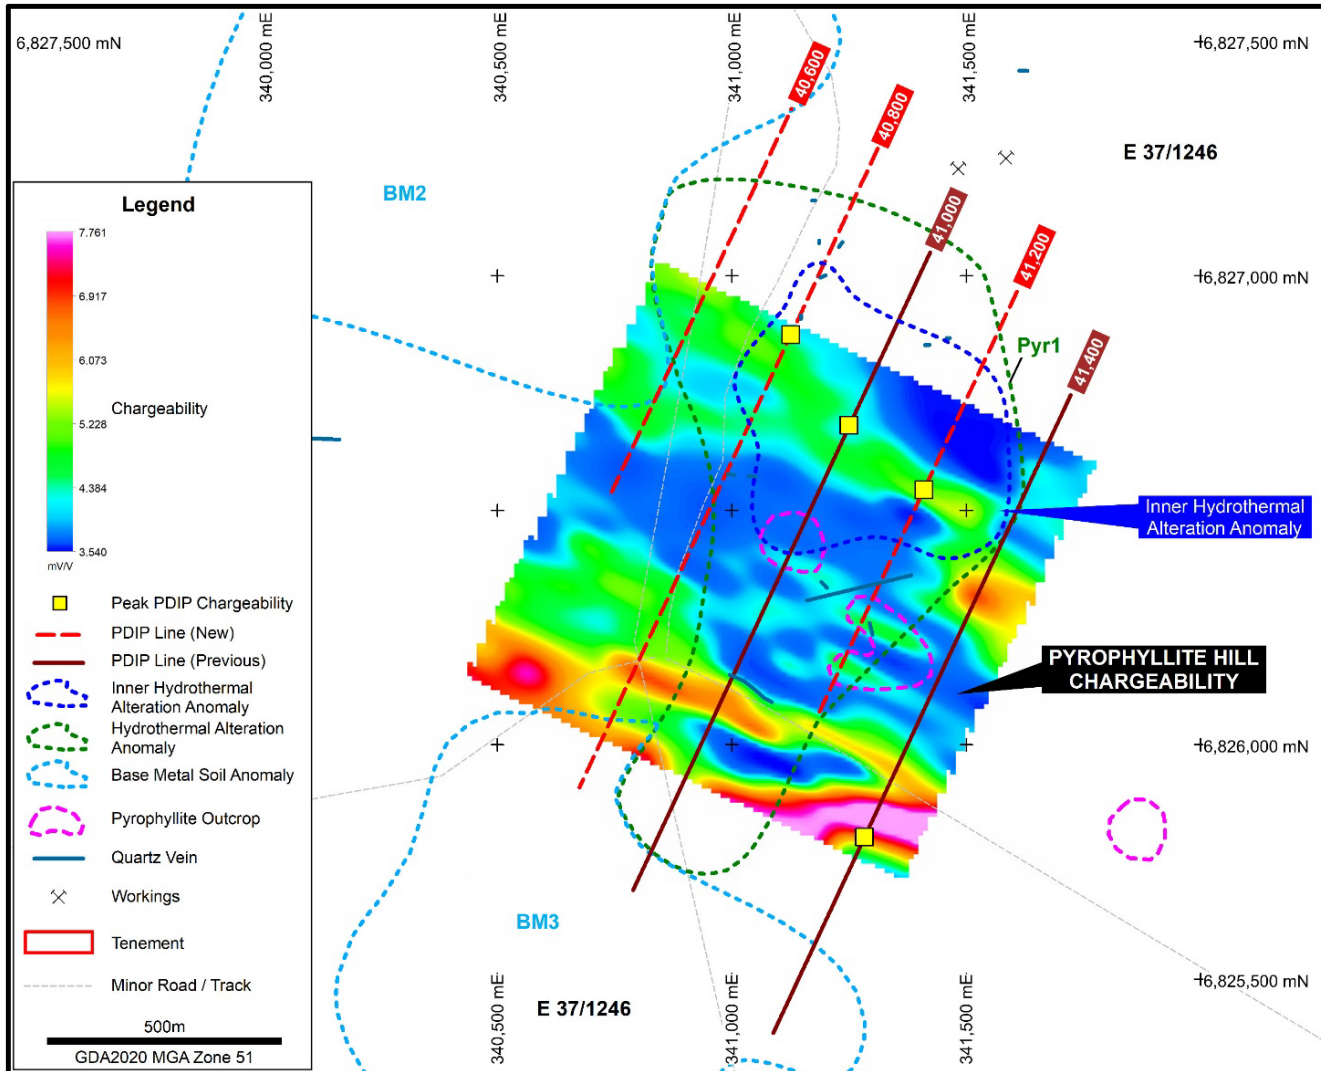 6,827,500 mN
340,000 mE
340,500 mE
341,000 mE
341,500 mE
6,827,500 mN
40,600
40,800
41,000
41,200
41,400
E 37/1246
BM2
6,827,000 mN
Pyr1
Legend
7.761
6.917
6.073
5.228
4.384
3.540
mV/V
Chargeability
Peak PDIP Chargeability
PDIP Line (New)
PDIP Line (Previous)
Inner Hydrothermal
Alteration Anomaly
Hydrothermal Alteration
Anomaly
Base Metal Soil Anomaly
Pyrophyllite Outcrop
Quartz Vein
Workings
Tenement
Minor Road / Track
500m
GDA2020 MGA Zone 51
Inner Hydrothermal
Alteration Anomaly
PYROPHYLLITE HILL
CHARGEABILITY
6,826,000 mN
BM3
6,825,500 mN
E 37/1246
340,500 mE
341,000 mE
341,500 mE